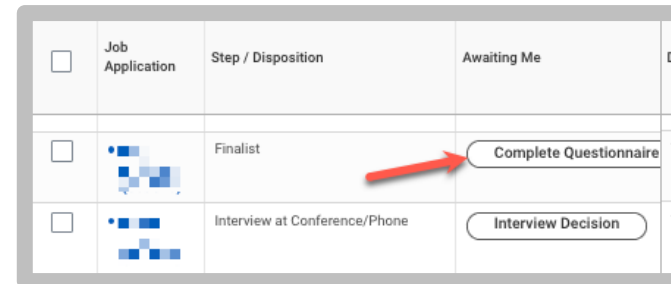 Job
Application
Step / Disposition
Awaiting Me
Finalist
Complete Questionnaire
Interview at Conference/Phone
Interview Decision